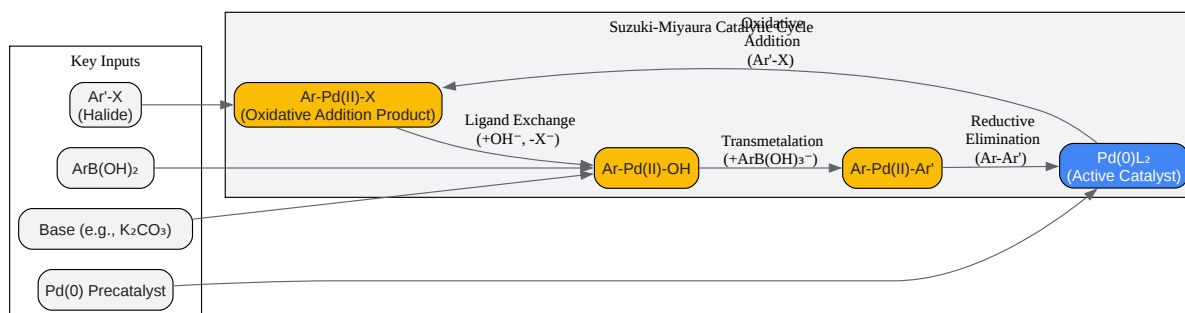 Suzuki-Miyaura Catalytic Cycle
Oxidative
Addition
(Ar'-X)
Key Inputs
Ar'-X
(Halide)
ArB(OH)₂
Base (e.g., K₂CO₃)
Pd(0) Precatalyst
Ar-Pd(II)-X
(Oxidative Addition Product)
Ligand Exchange
(+OH⁻, -X⁻)
Ar-Pd(II)-OH
Transmetalation
(+ArB(OH)₃⁻)
Ar-Pd(II)-Ar'
Reductive
Elimination
(Ar-Ar')
Pd(0)L₂
(Active Catalyst)